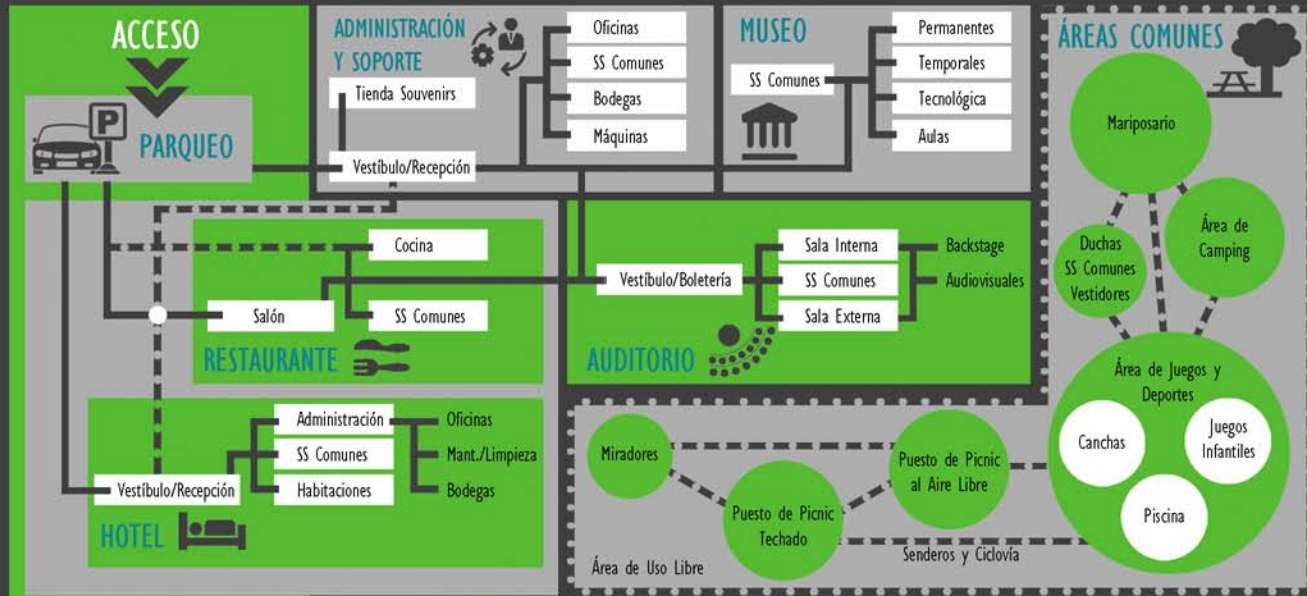 ACCESO
P
PARQUEO
ADMINISTRACIÓN
Y SOPORTE
Tienda Souvenirs
Vestíbulo/Recepción
Oficinas
SS Comunes
Bodegas
Máquinas
MUSEO
SS Comunes
Permanentes
Temporales
Tecnológica
Aulas
ÁREAS COMUNES
Mariposario
Duchas
SS Comunes
Vestidores
Área de
Camping
Área de Juegos y
Deportes
Canchas
Juegos
Infantiles
Piscina
Cocina
Salón
SS Comunes
RESTAURANTE
Vestíbulo/Boletería
Sala Interna
SS Comunes
Sala Externa
Backstage
Audiovisuales
AUDITORIO
Administración
SS Comunes
Habitaciones
Oficinas
Mant./Limpieza
Bodegas
Vestíbulo/Recepción
HOTEL
Miradores
Puesto de Picnic
Techado
Puesto de Picnic
al Aire Libre
Senderos y Ciclovía
Área de Uso Libre